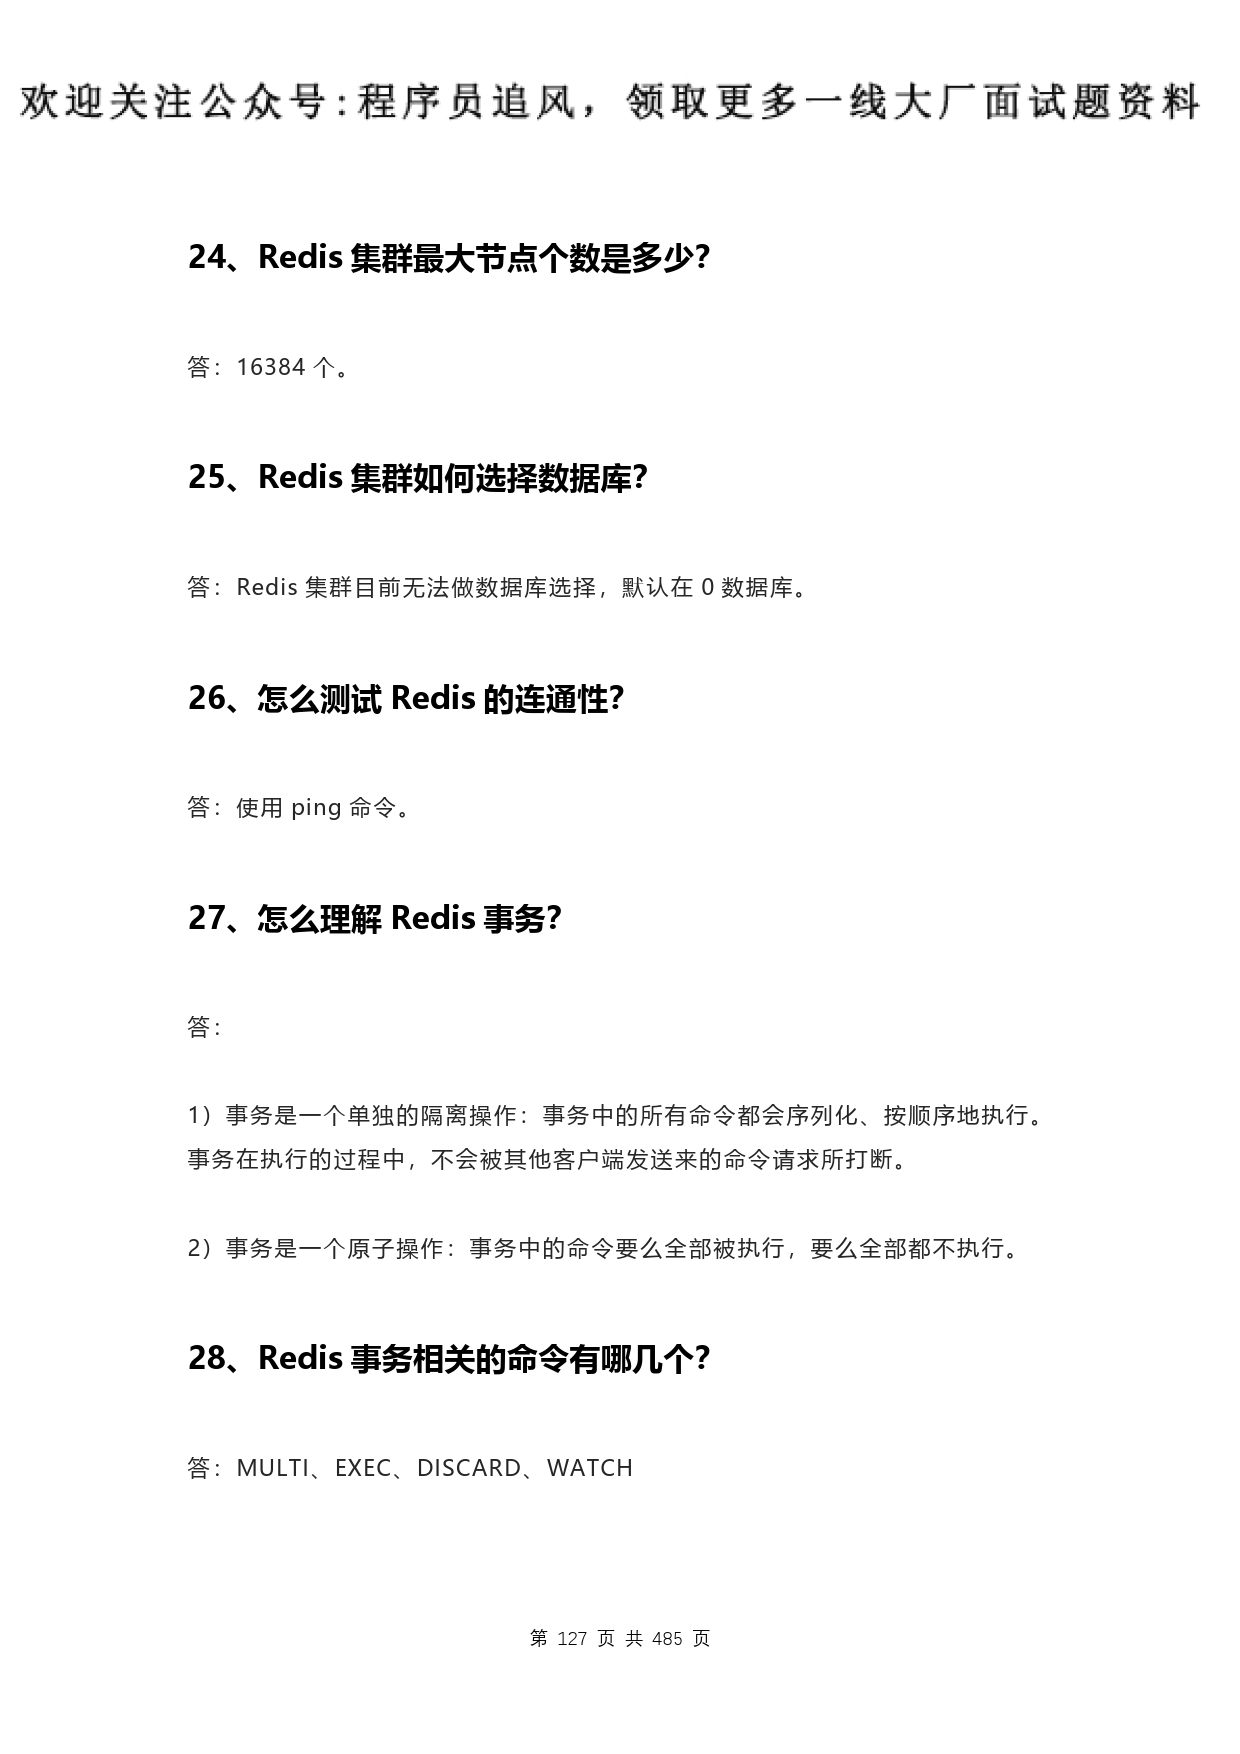 欢迎关注公众号:程序员追风，领取更多一线大厂面试题资料
24、Redis 集群最大节点个数是多少？
答：16384 个。
25、Redis 集群如何选择数据库？
答：Redis 集群目前无法做数据库选择，默认在 0 数据库。
26、怎么测试 Redis 的连通性？
答：使用 ping 命令。
27、怎么理解 Redis 事务？
答：
1）事务是一个单独的隔离操作：事务中的所有命令都会序列化、按顺序地执行。
事务在执行的过程中，不会被其他客户端发送来的命令请求所打断。
2）事务是一个原子操作：事务中的命令要么全部被执行，要么全部都不执行。
28、Redis 事务相关的命令有哪几个？
答：MULTI、EXEC、DISCARD、WATCH
第 127 页 共 485 页